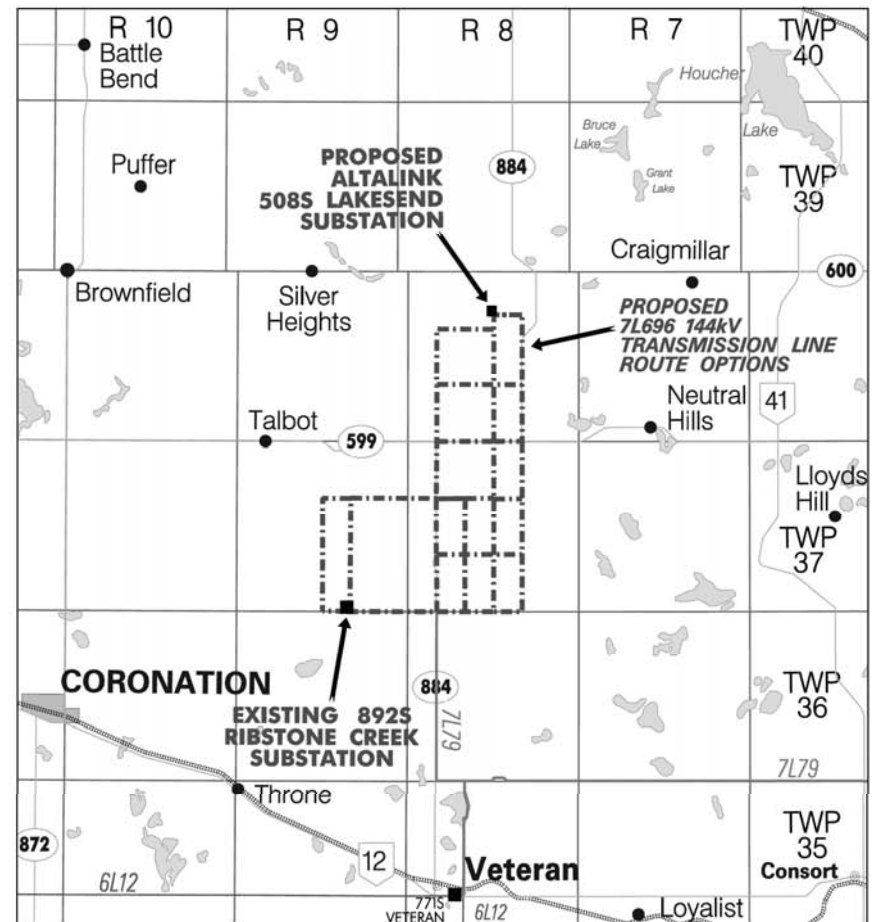 R 10
R 9
R 8
R 7
TWP
40
Battle
Bend
Houcher
Lake
Bruce
Lake
Puffer
PROPOSED
ALTALINK
508S LAKESEND
SUBSTATION
884
Grant
Lake
TWP
39
Craigmillar
600
Brownfield
Silver
Heights
PROPOSED
7L696 144kV
TRANSMISSION LINE
ROUTE OPTIONS
Neutral
Hills
41
Talbot
599
Lloyds
Hill
TWP
37
CORONATION
884
7L79
TWP
36
EXISTING 892S
RIBSTONE CREEK
SUBSTATION
7L79
Throne
TWP
35
872
12
Veteran
Consort
6L12
771S
VETERAN
6L12
Loyalist